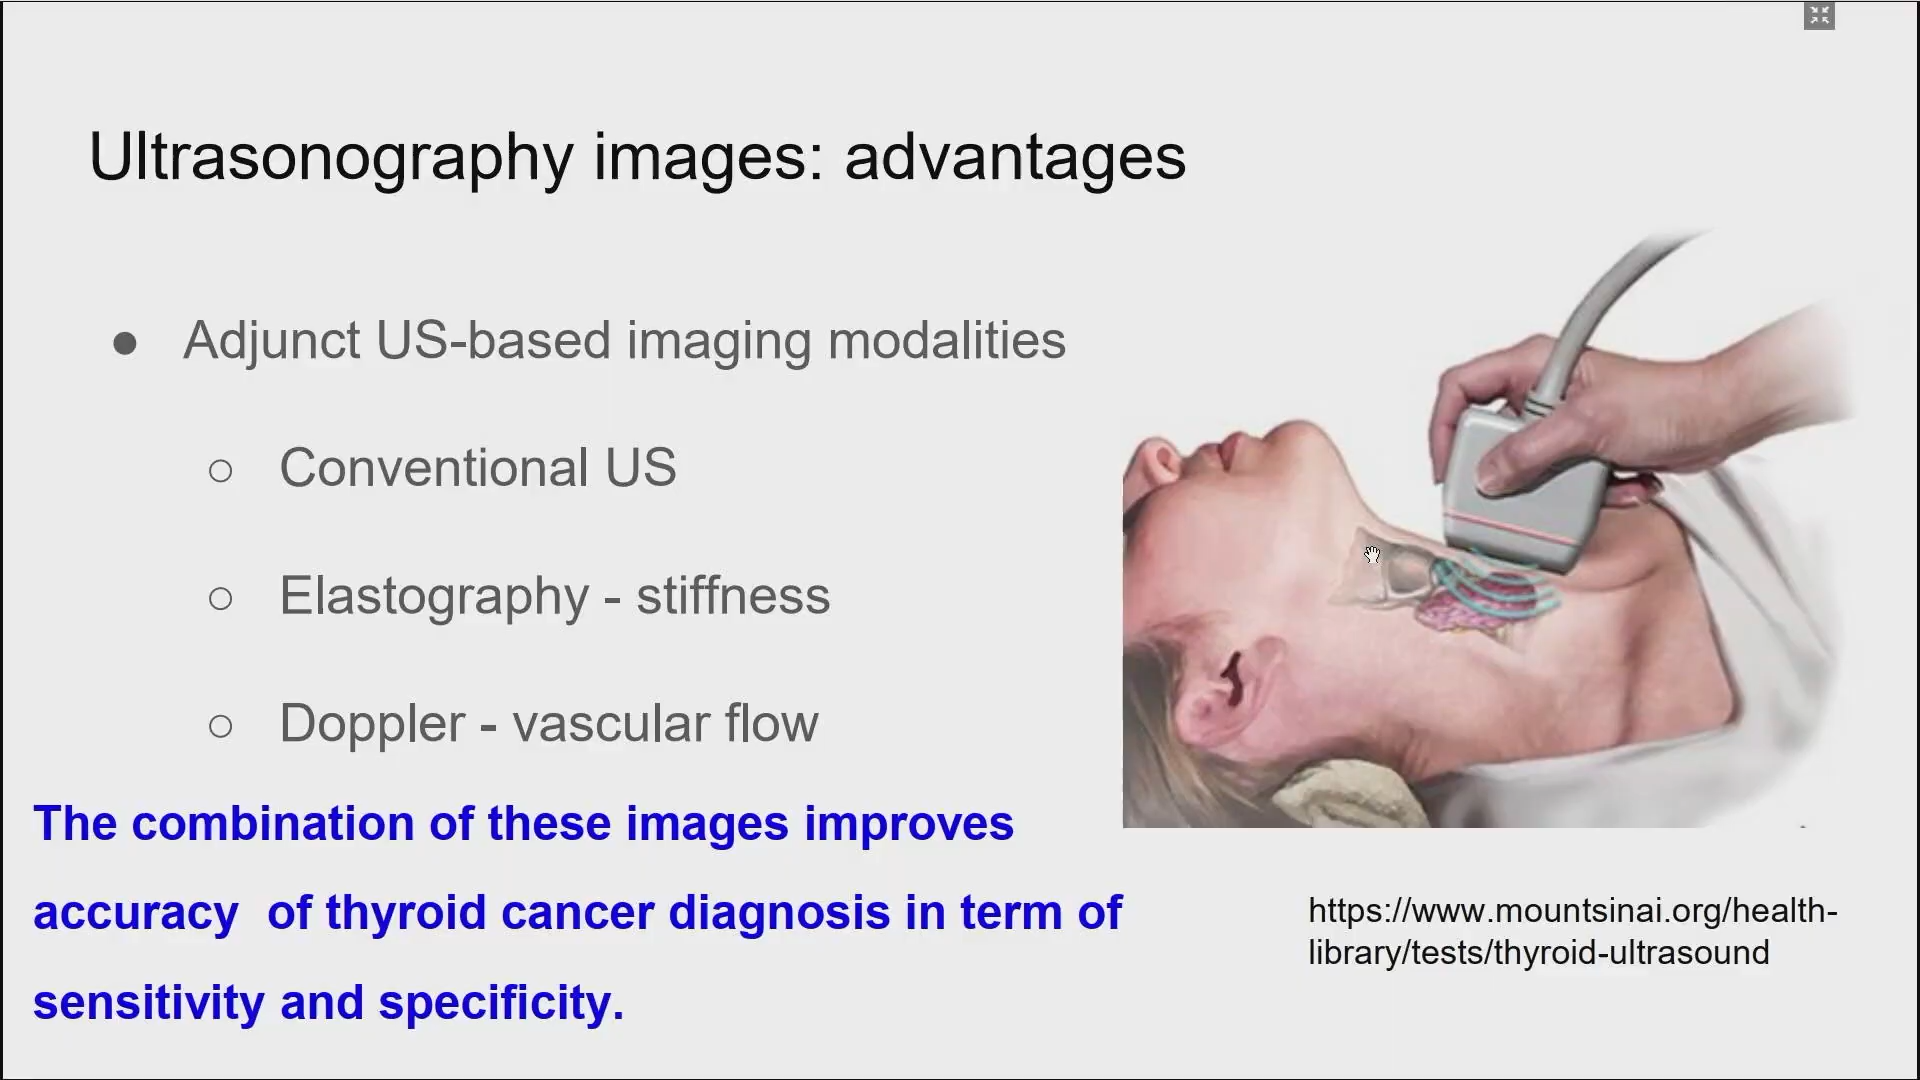 Ultrasonography images: advantages
● Adjunct US-based imaging modalities
○ Conventional US
○ Elastography - stiffness
○ Doppler - vascular flow
The combination of these images improves
accuracy  of thyroid cancer diagnosis in term of
sensitivity and specificity.
https://www.mountsinai.org/health-
library/tests/thyroid-ultrasound